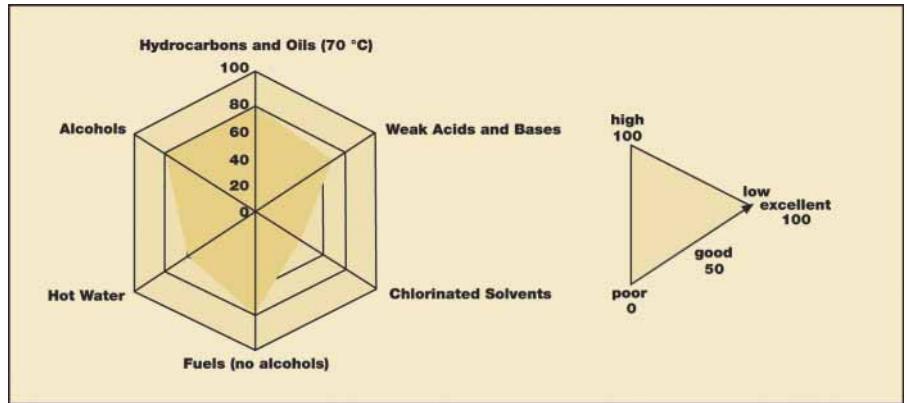 Hydrocarbons and Oils (70 °C)
100
80
60
40
20
0
Alcohols
Weak Acids and Bases
Hot Water
Chlorinated Solvents
Fuels (no alcohols)
high
100
low
excellent
100
good
50
poor
0